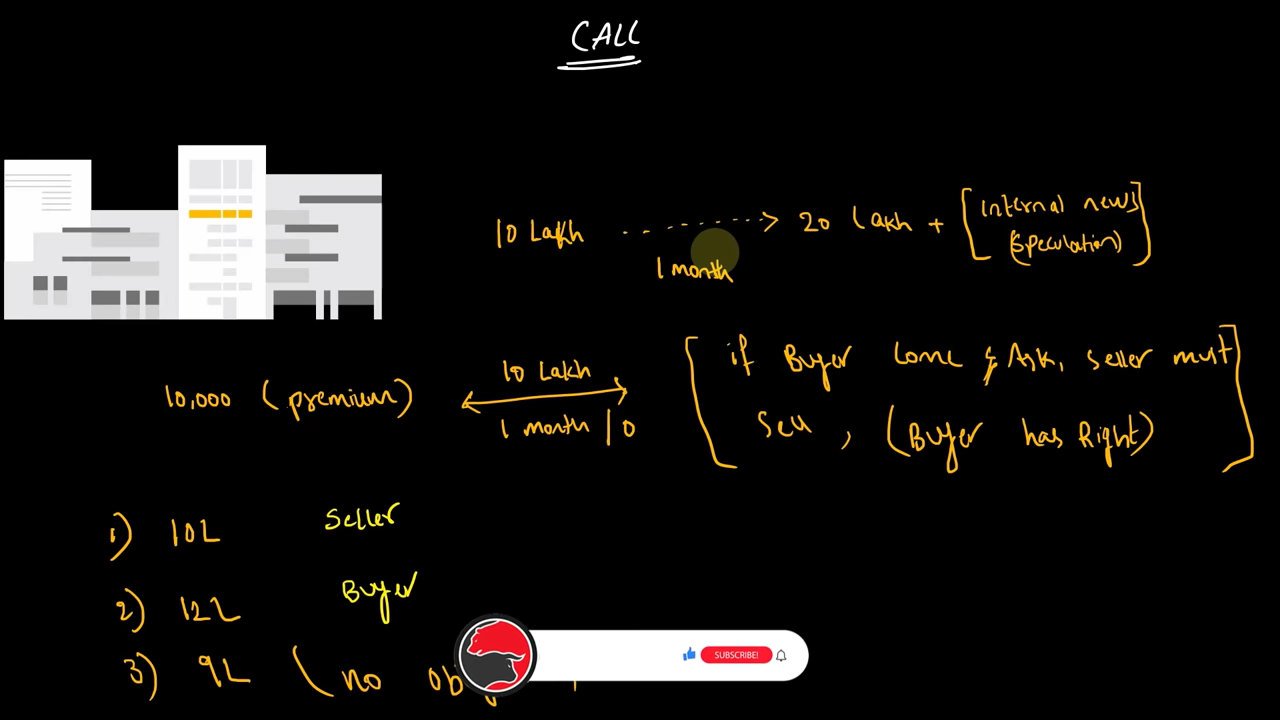 CALL
10 Lakh -----> 20 lakh + [internal news
(speculation)]
1 month
10,000 (premium)
10 Lakh
1 month | 0
[if Buyer come & Ask, seller must
sell, (Buyer has Right)]
1) 10L Seller
2) 12L Buyer
3) 9L (no
SUBSCRIBE!